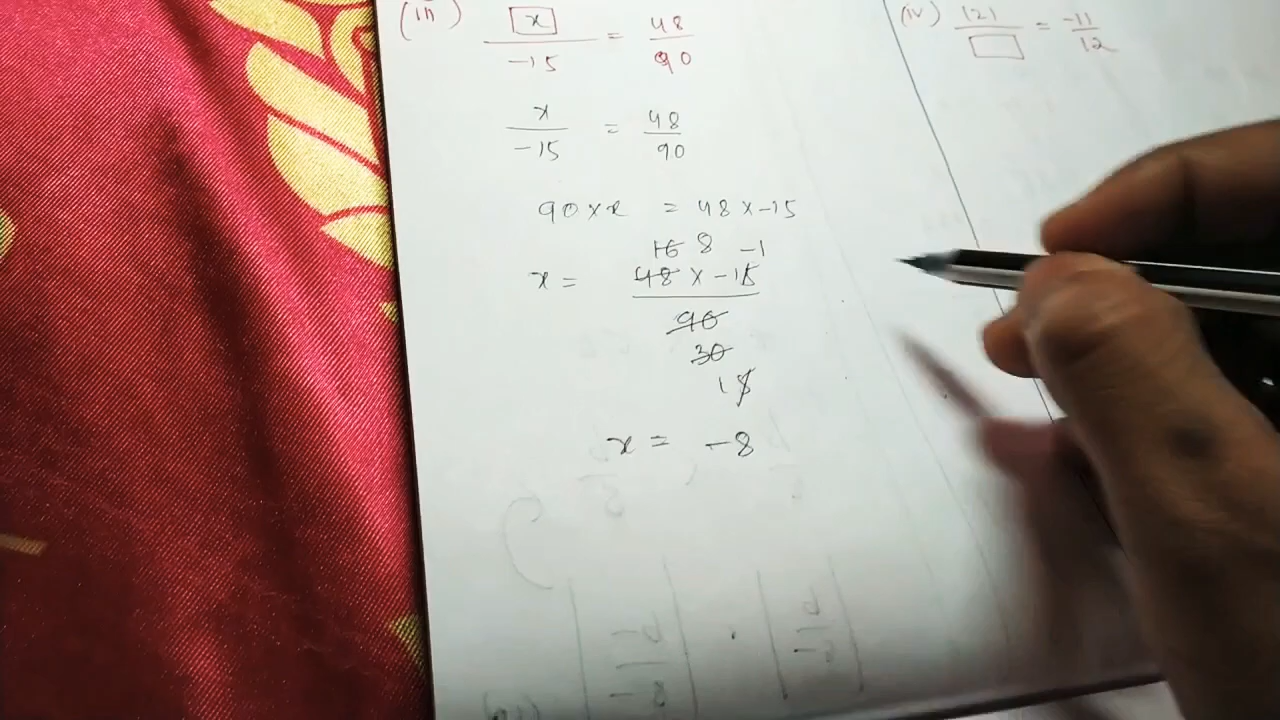 (iii) x/-15 = 48/90
x/-15 = 48/90
90 × x = 48 × -15
16 8 -1
x = 48 × -15
90
30
15
x = -8
(iv) 121/□ = -11/12